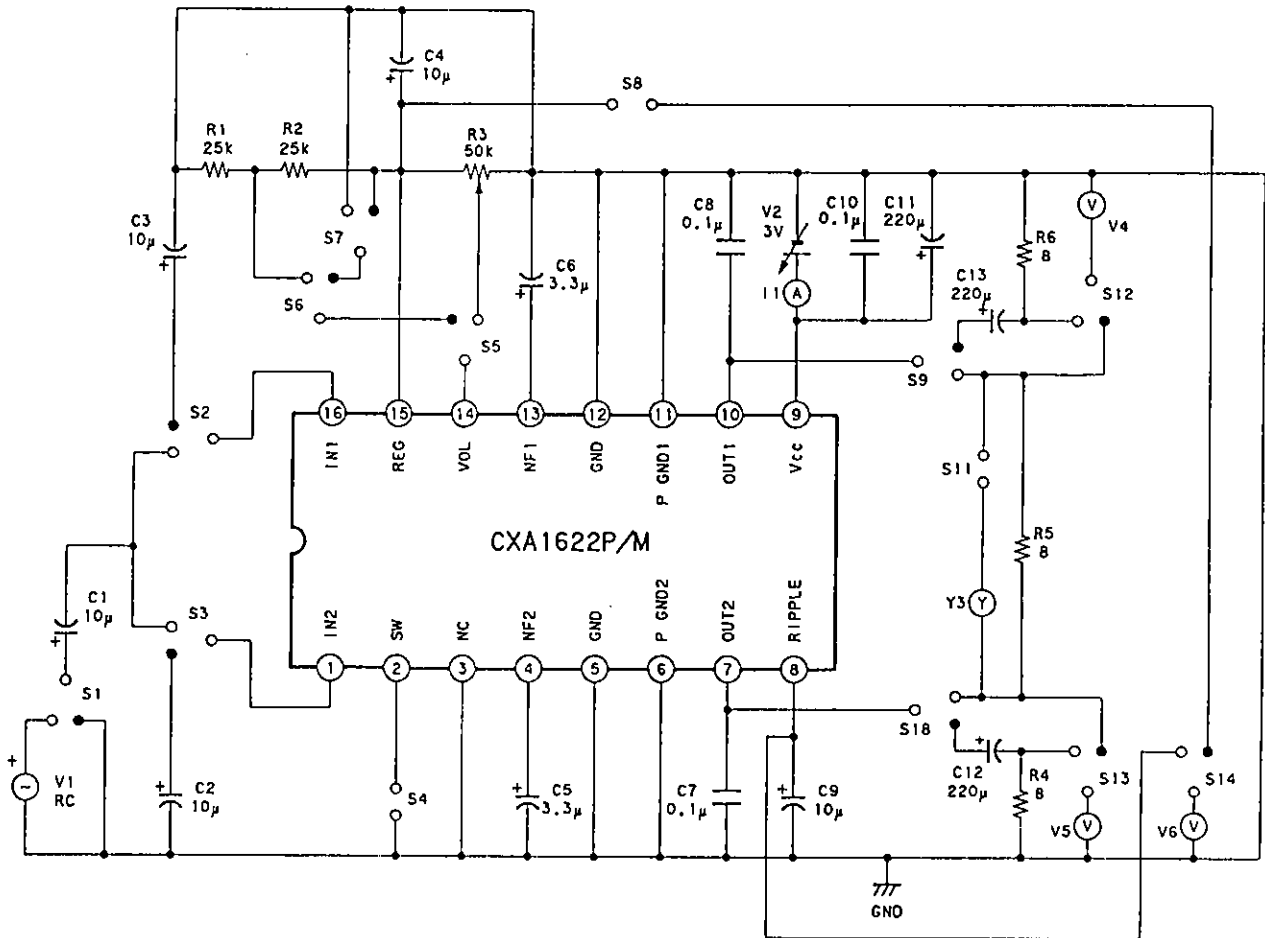 C4
10μ
S8
R1
25k
R2
25k
R3
50k
C3
10μ
S7
S6
S5
C6
3.3μ
C8
0.1μ
V2
3V
I1
A
C10
0.1μ
C11
220μ
R6
8
V
V4
C13
220μ
S12
S9
S2
16
15
14
13
12
11
10
9
IN1
REG
VOL
NF1
GND
P GND1
OUT1
Vcc
S11
R5
8
Y3
Y
CXA1622P/M
C1
10μ
S3
IN2
SW
NC
NF2
GND
P GND2
OUT2
RIPPLE
1
2
3
4
5
6
7
8
S1
V1
RC
~
C2
10μ
S4
C5
3.3μ
C7
0.1μ
C9
10μ
S18
C12
220μ
R4
8
S13
V5
V
S14
V6
V
GND
+
+
+
+
+
+
+
+
+
+
+